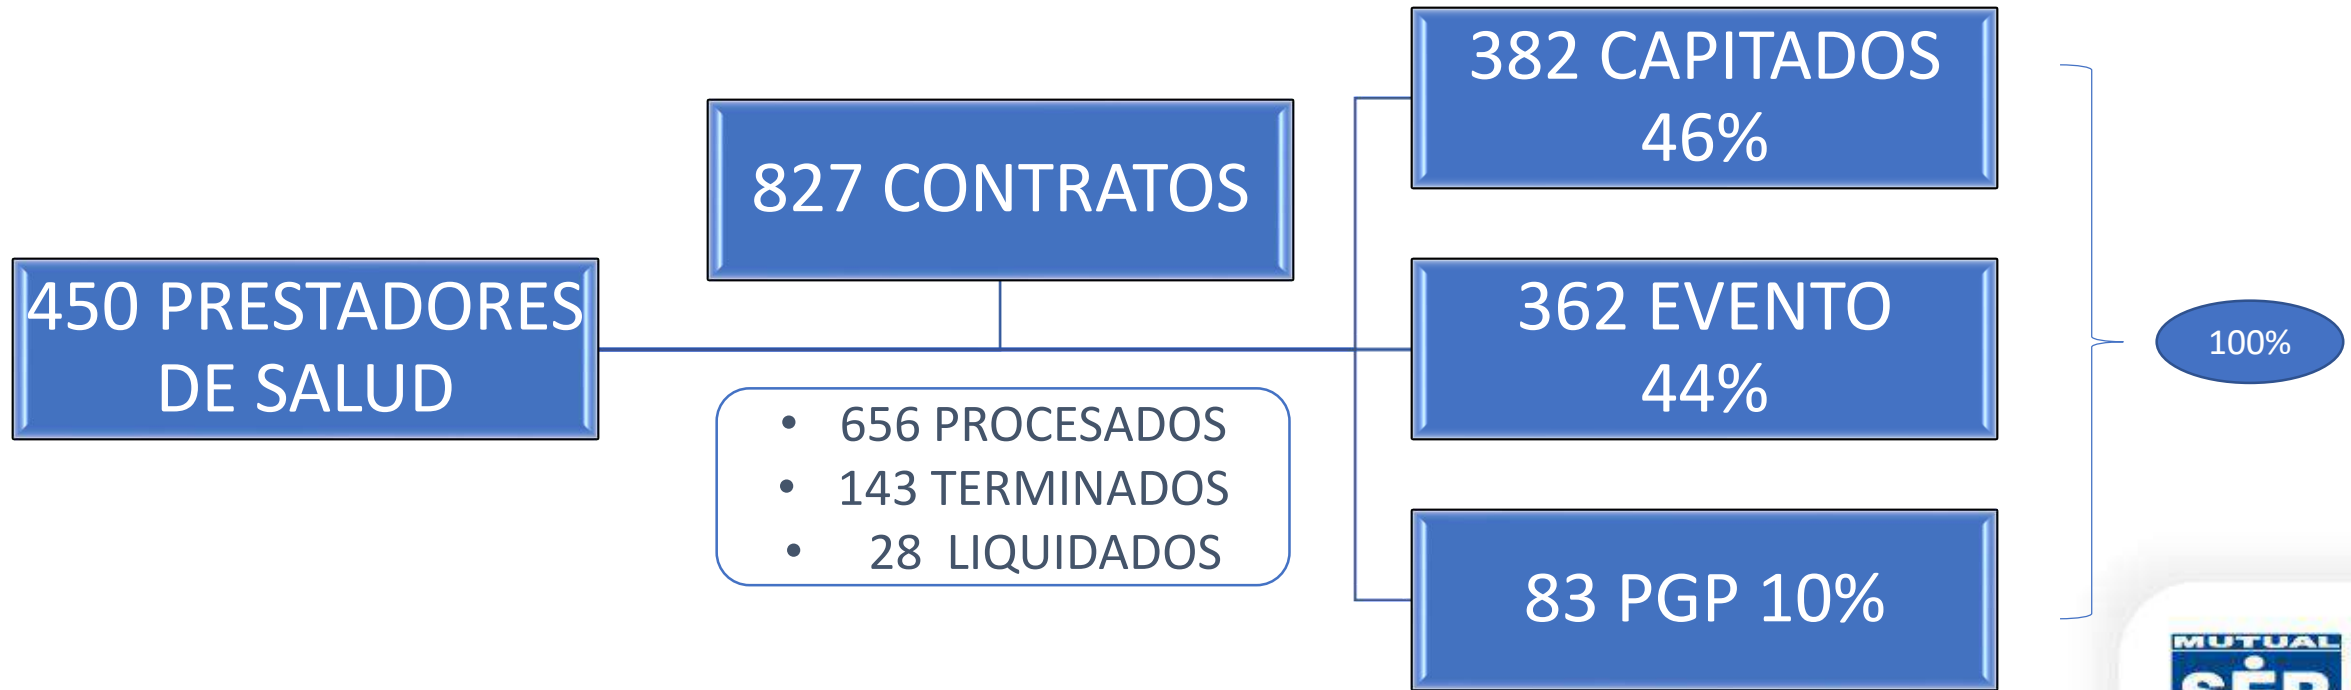 450 PRESTADORES
DE SALUD
827 CONTRATOS
• 656 PROCESADOS
• 143 TERMINADOS
• 28 LIQUIDADOS
382 CAPITADOS
46%
362 EVENTO
44%
83 PGP 10%
100%
MUTUAL